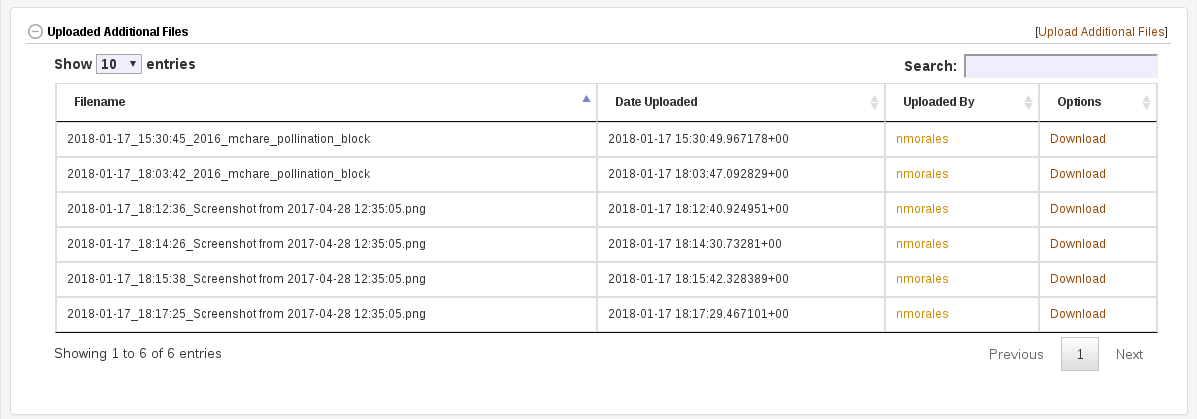 Uploaded Additional Files [Upload Additional Files]
Show 10 entries Search:
Filename Date Uploaded Uploaded By Options
2018-01-17_15:30:45_2016_mchare_pollination_block 2018-01-17 15:30:49.967178+00 nmorales Download
2018-01-17_18:03:42_2016_mchare_pollination_block 2018-01-17 18:03:47.092829+00 nmorales Download
2018-01-17_18:12:36_Screenshot from 2017-04-28 12:35:05.png 2018-01-17 18:12:40.924951+00 nmorales Download
2018-01-17_18:14:26_Screenshot from 2017-04-28 12:35:05.png 2018-01-17 18:14:30.73281+00 nmorales Download
2018-01-17_18:15:38_Screenshot from 2017-04-28 12:35:05.png 2018-01-17 18:15:42.328389+00 nmorales Download
2018-01-17_18:17:25_Screenshot from 2017-04-28 12:35:05.png 2018-01-17 18:17:29.467101+00 nmorales Download
Showing 1 to 6 of 6 entries Previous 1 Next